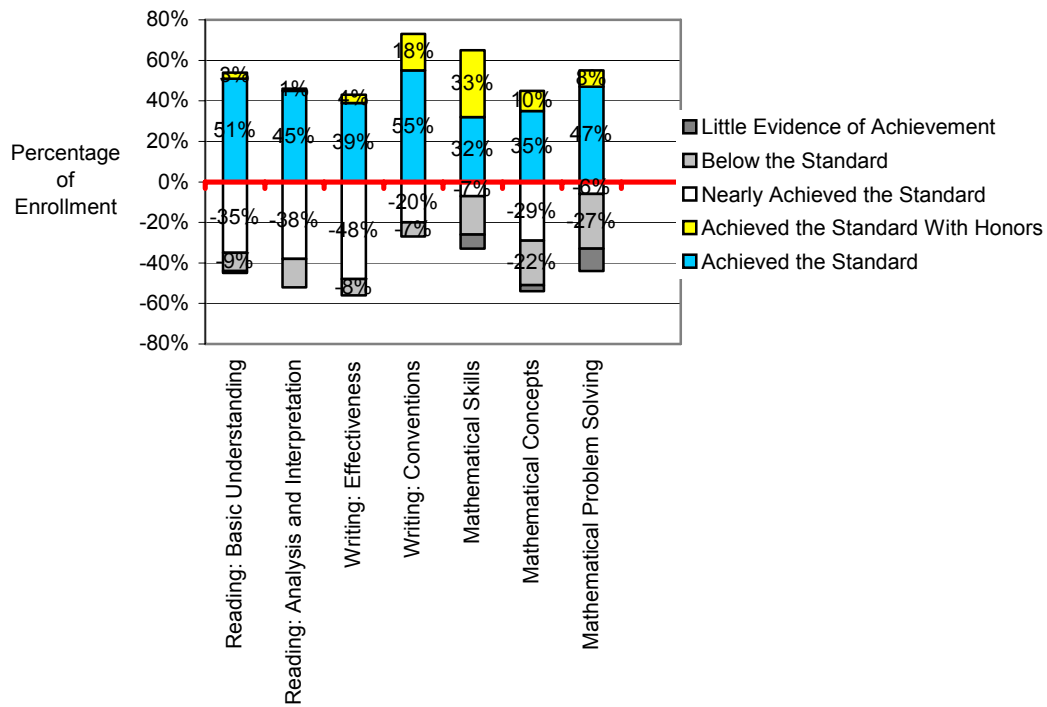 80%
60%
40%
20%
0%
-20%
-40%
-60%
-80%
Percentage
of
Enrollment
3% 1% 4% 18% 33% 10% 8%
51% 45% 39% 55% 32% 35% 47%
-35% -38% -48% -20% -7% -29% -6%
-9% -8% -7% -22% -27%
Reading: Basic Understanding
Reading: Analysis and Interpretation
Writing: Effectiveness
Writing: Conventions
Mathematical Skills
Mathematical Concepts
Mathematical Problem Solving
Little Evidence of Achievement
Below the Standard
Nearly Achieved the Standard
Achieved the Standard With Honors
Achieved the Standard